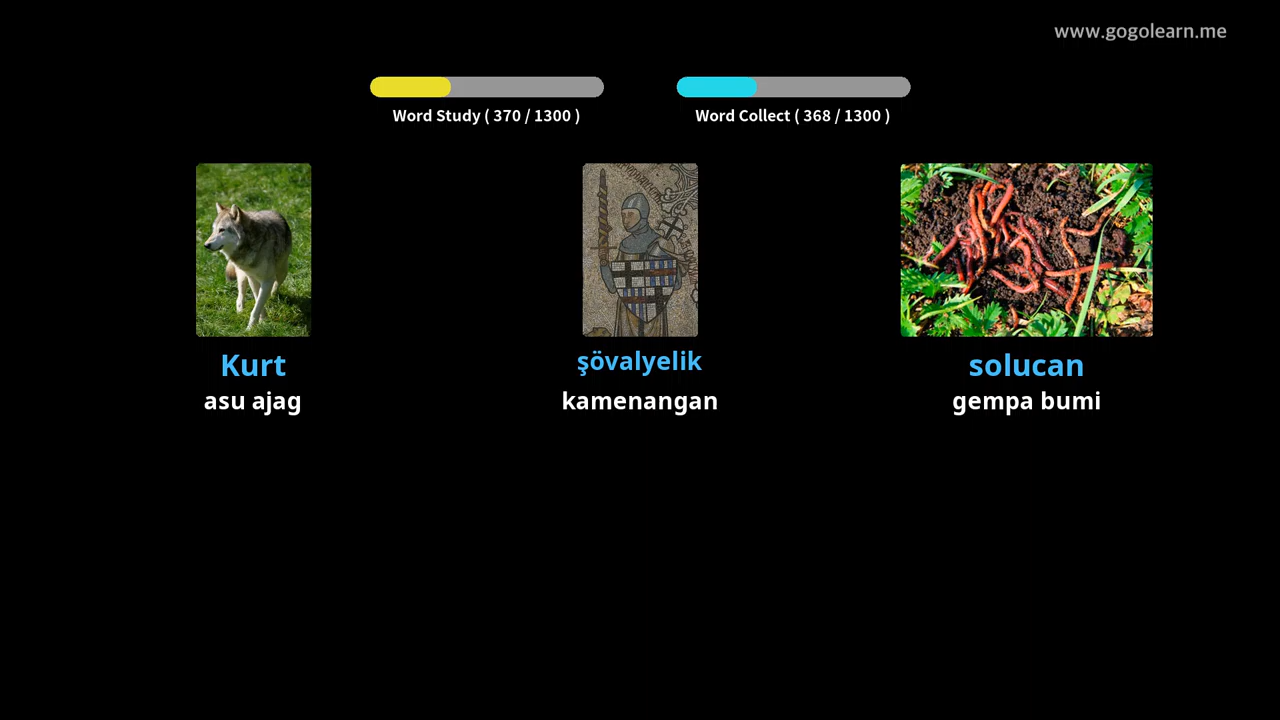 www.gogolearn.me
Word Study ( 370 / 1300 )
Word Collect ( 368 / 1300 )
Kurt
asu ajag
şövalyelik
kamenangan
solucan
gempa bumi